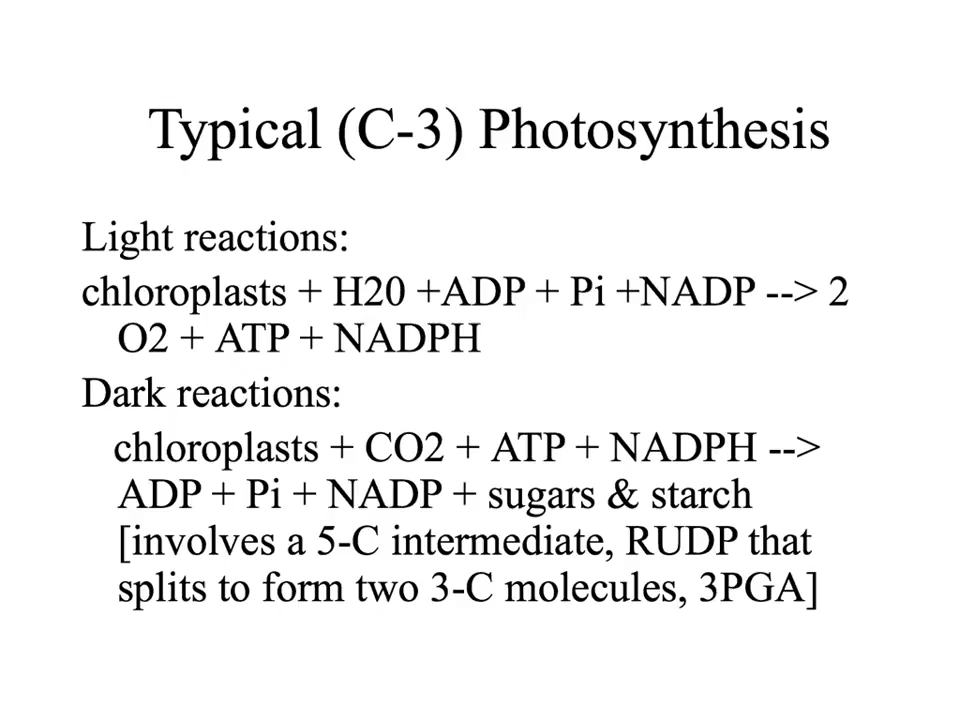 Typical (C-3) Photosynthesis
Light reactions:
chloroplasts + H20 +ADP + Pi +NADP --> 2
O2 + ATP + NADPH
Dark reactions:
chloroplasts + CO2 + ATP + NADPH -->
ADP + Pi + NADP + sugars & starch
[involves a 5-C intermediate, RUDP that
splits to form two 3-C molecules, 3PGA]